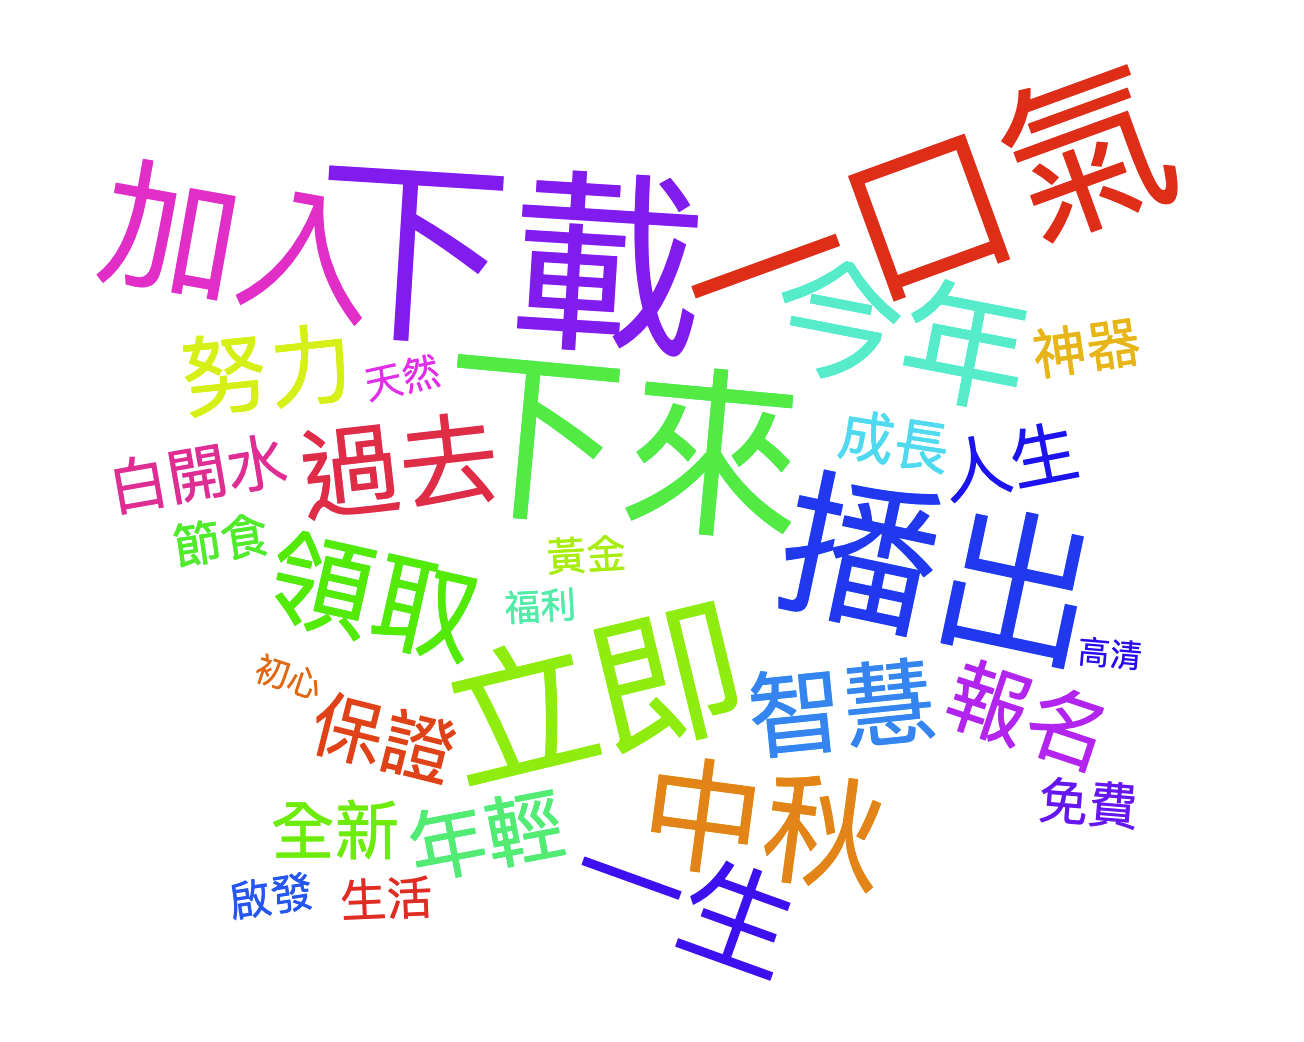 一口氣
加入
下載
今年
神器
努力
天然
下來
成長
人生
白開水
過去
播出
節食
領取
黃金
福利
高清
初心
保證
立即
智慧
報名
中秋
免費
全新
年輕
啟發
生活
一生